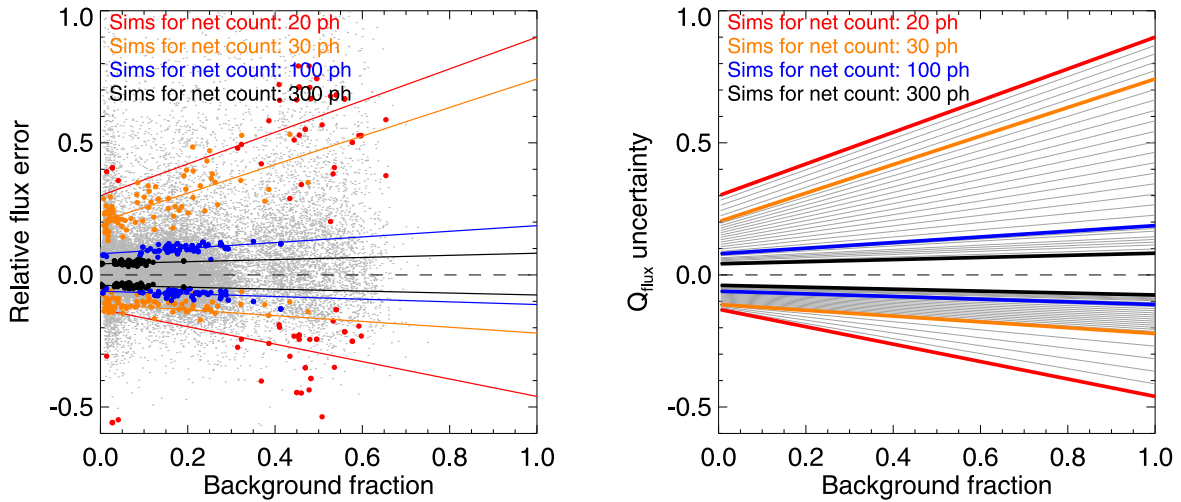 Sims for net count: 20 ph
Sims for net count: 30 ph
Sims for net count: 100 ph
Sims for net count: 300 ph
1.0
0.5
0.0
-0.5
Relative flux error
0.0 0.2 0.4 0.6 0.8 1.0
Background fraction
Sims for net count: 20 ph
Sims for net count: 30 ph
Sims for net count: 100 ph
Sims for net count: 300 ph
1.0
0.5
0.0
-0.5
Qflux uncertainty
0.0 0.2 0.4 0.6 0.8 1.0
Background fraction